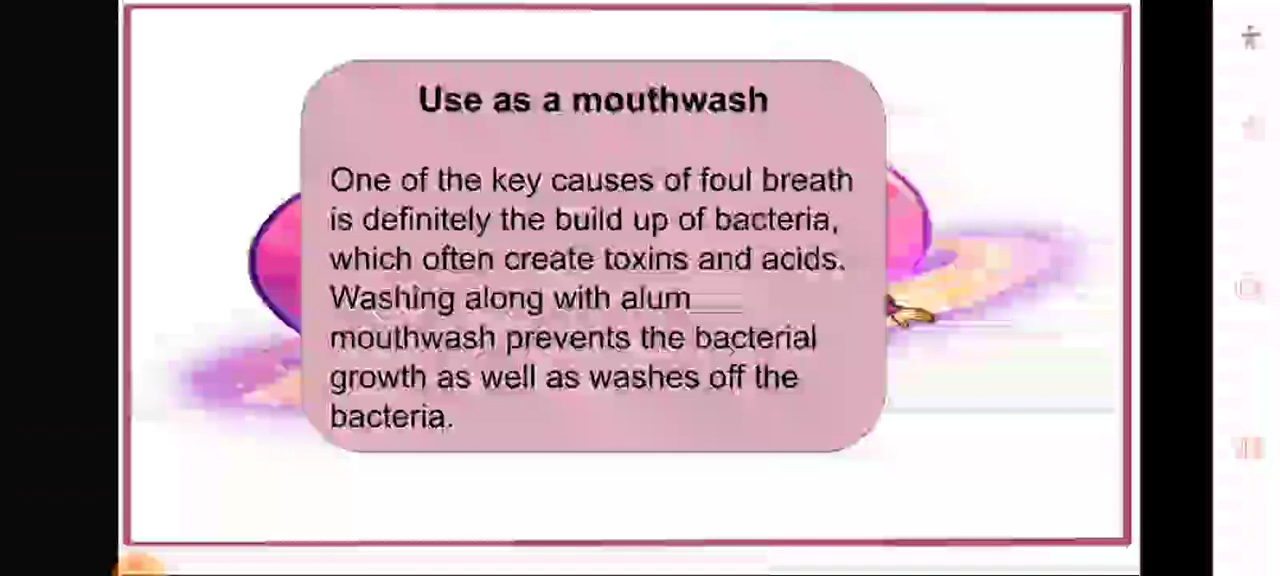 Use as a mouthwash
One of the key causes of foul breath
is definitely the build up of bacteria,
which often create toxins and acids.
Washing along with alum
mouthwash prevents the bacterial
growth as well as washes off the
bacteria.